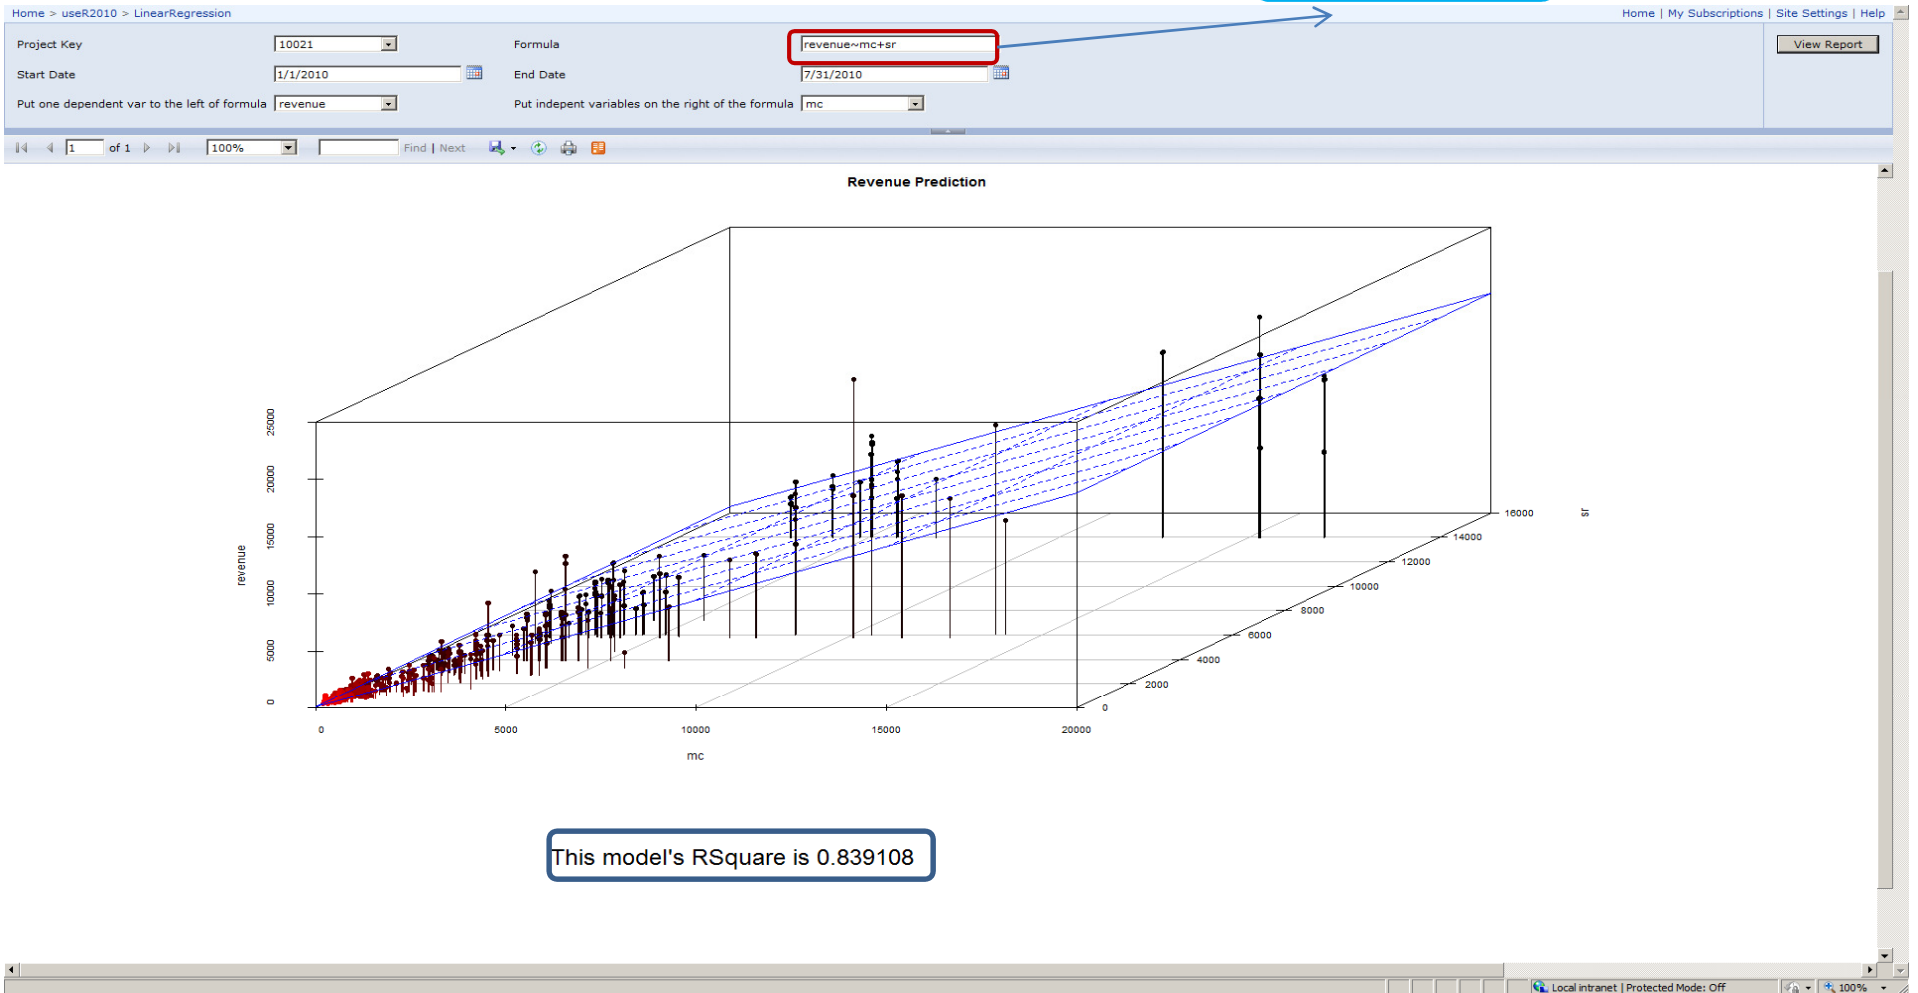 Home > useR2010 > LinearRegression
Home | My Subscriptions | Site Settings | Help
Project Key 10021 Formula revenue~mc+sr View Report
Start Date 1/1/2010 End Date 7/31/2010
Put one dependent var to the left of formula revenue Put indepent variables on the right of the formula mc
1 of 1 100% Find | Next
Revenue Prediction
25000
20000
15000
10000
5000
0
revenue
0 5000 10000 15000 20000
mc
16000
14000
12000
10000
8000
6000
4000
2000
0
sr
This model's RSquare is 0.839108
Local intranet | Protected Mode: Off 100%